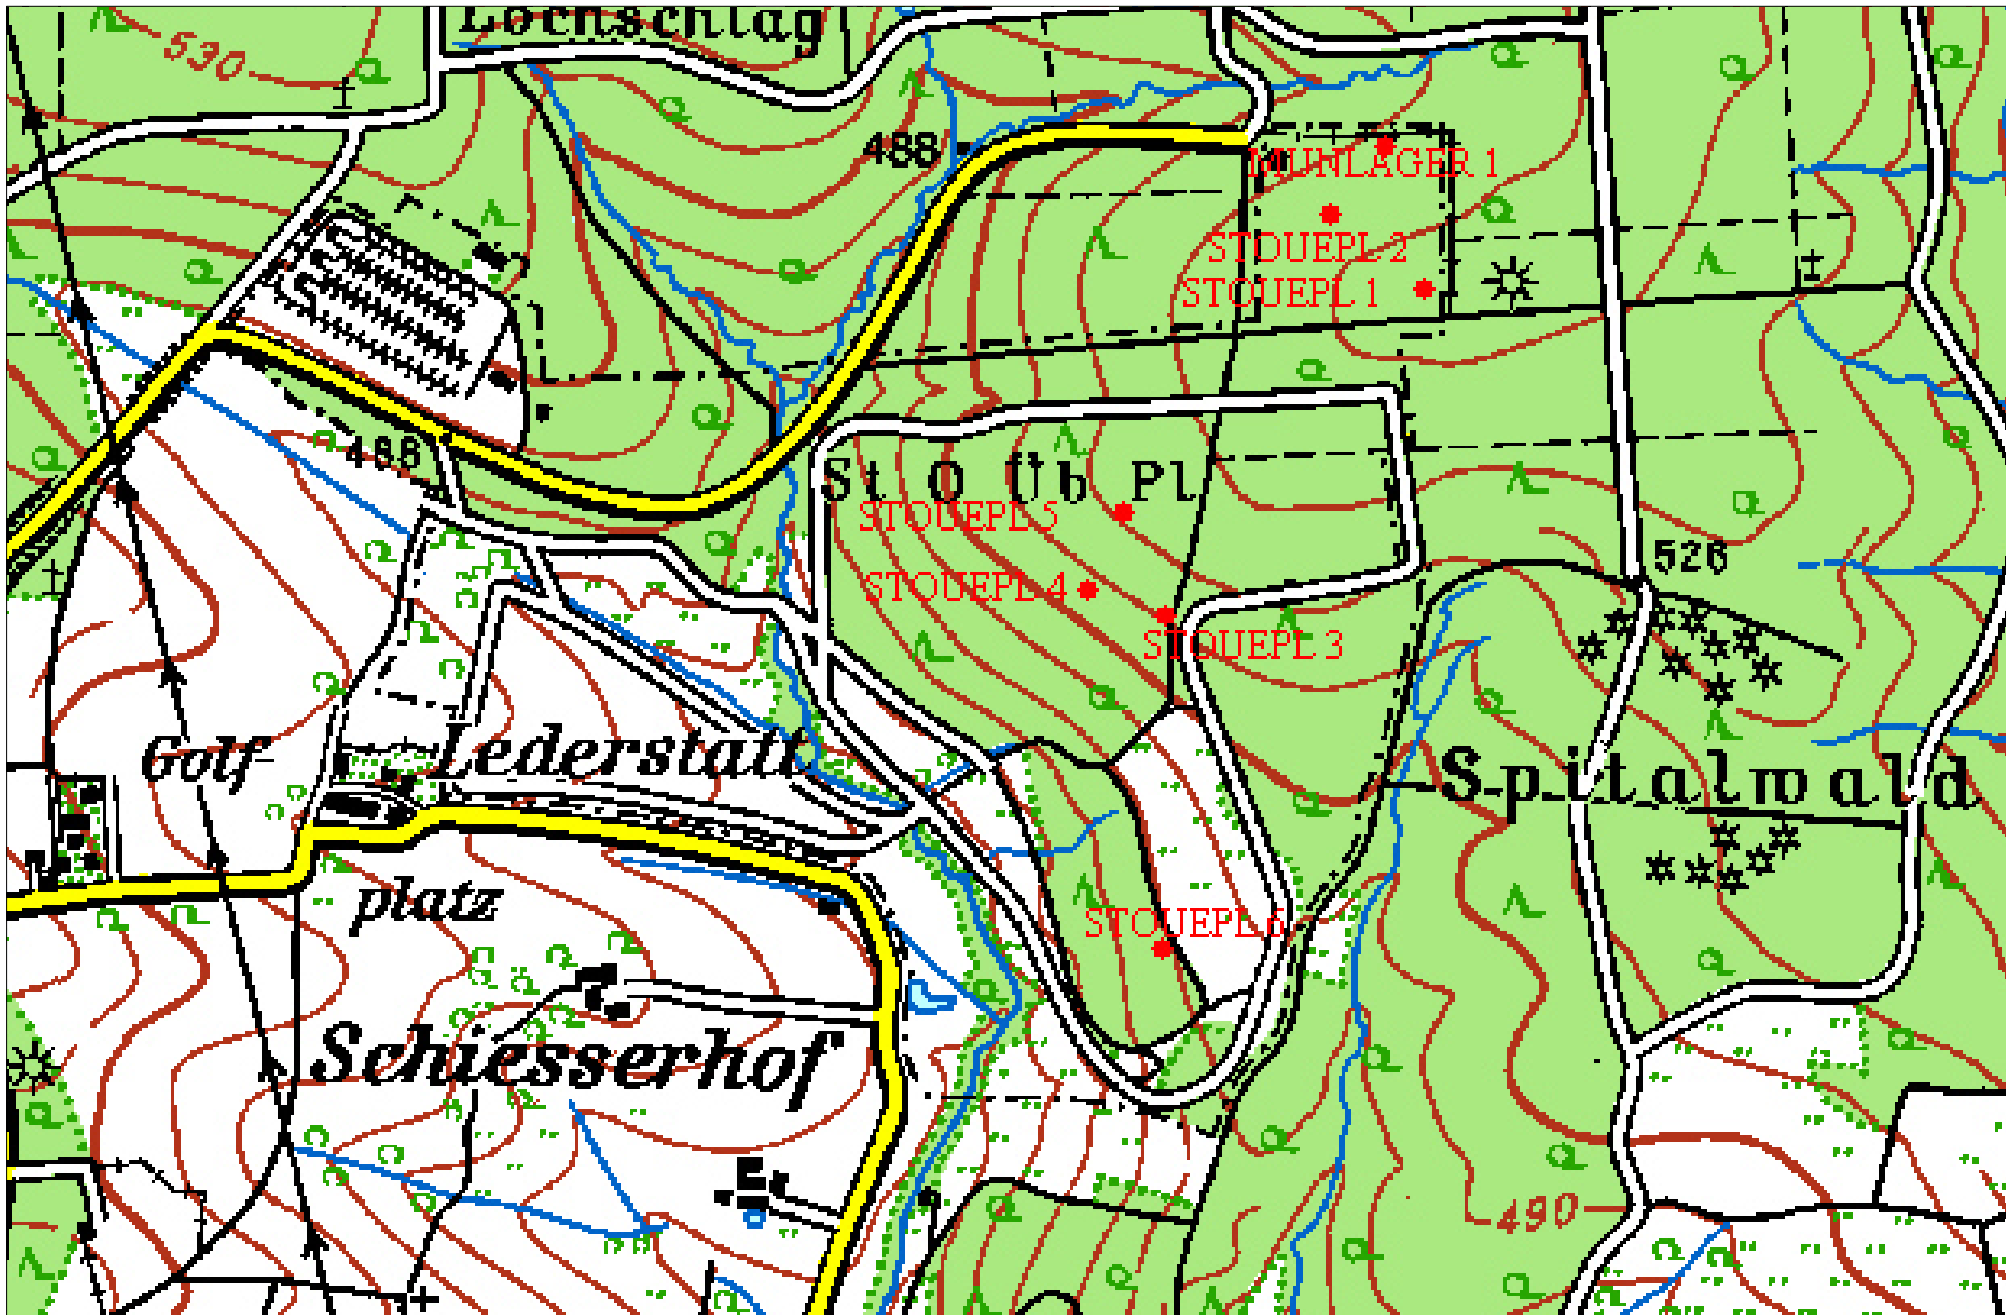 Lochschlag
530
488
MUNLAGER 1
STOUEPL 2
STOUEPL 1
488
St O Üb Pl
STOUEPL 5
526
STOUEPL 4
STOUEPL 3
Golf-
Lederstatt
Spitalwald
platz
STOUEPL 6
Schiesserhof
490